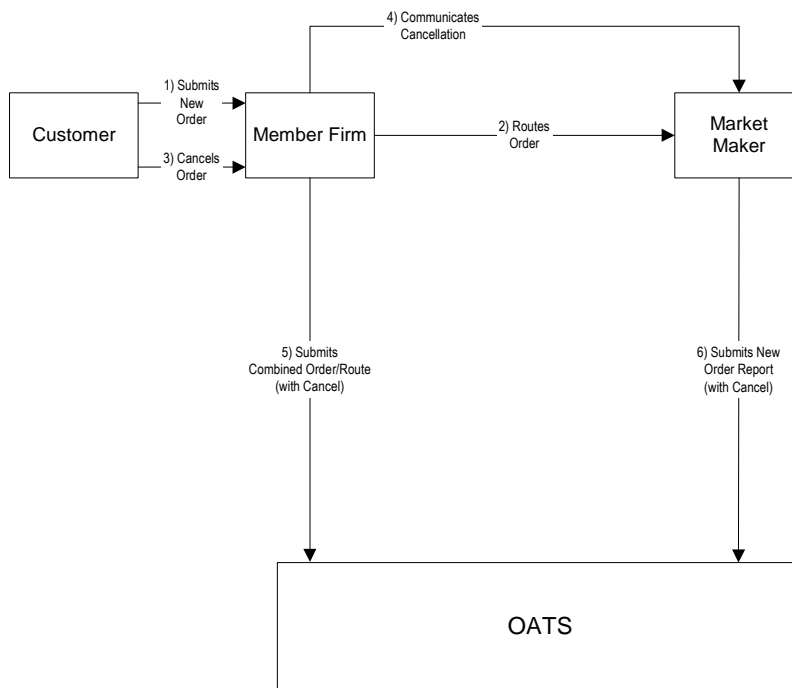 4) Communicates
Cancellation
1) Submits
New
Order
Customer
3) Cancels
Order
Member Firm
2) Routes
Order
Market
Maker
5) Submits
Combined Order/Route
(with Cancel)
6) Submits New
Order Report
(with Cancel)
OATS